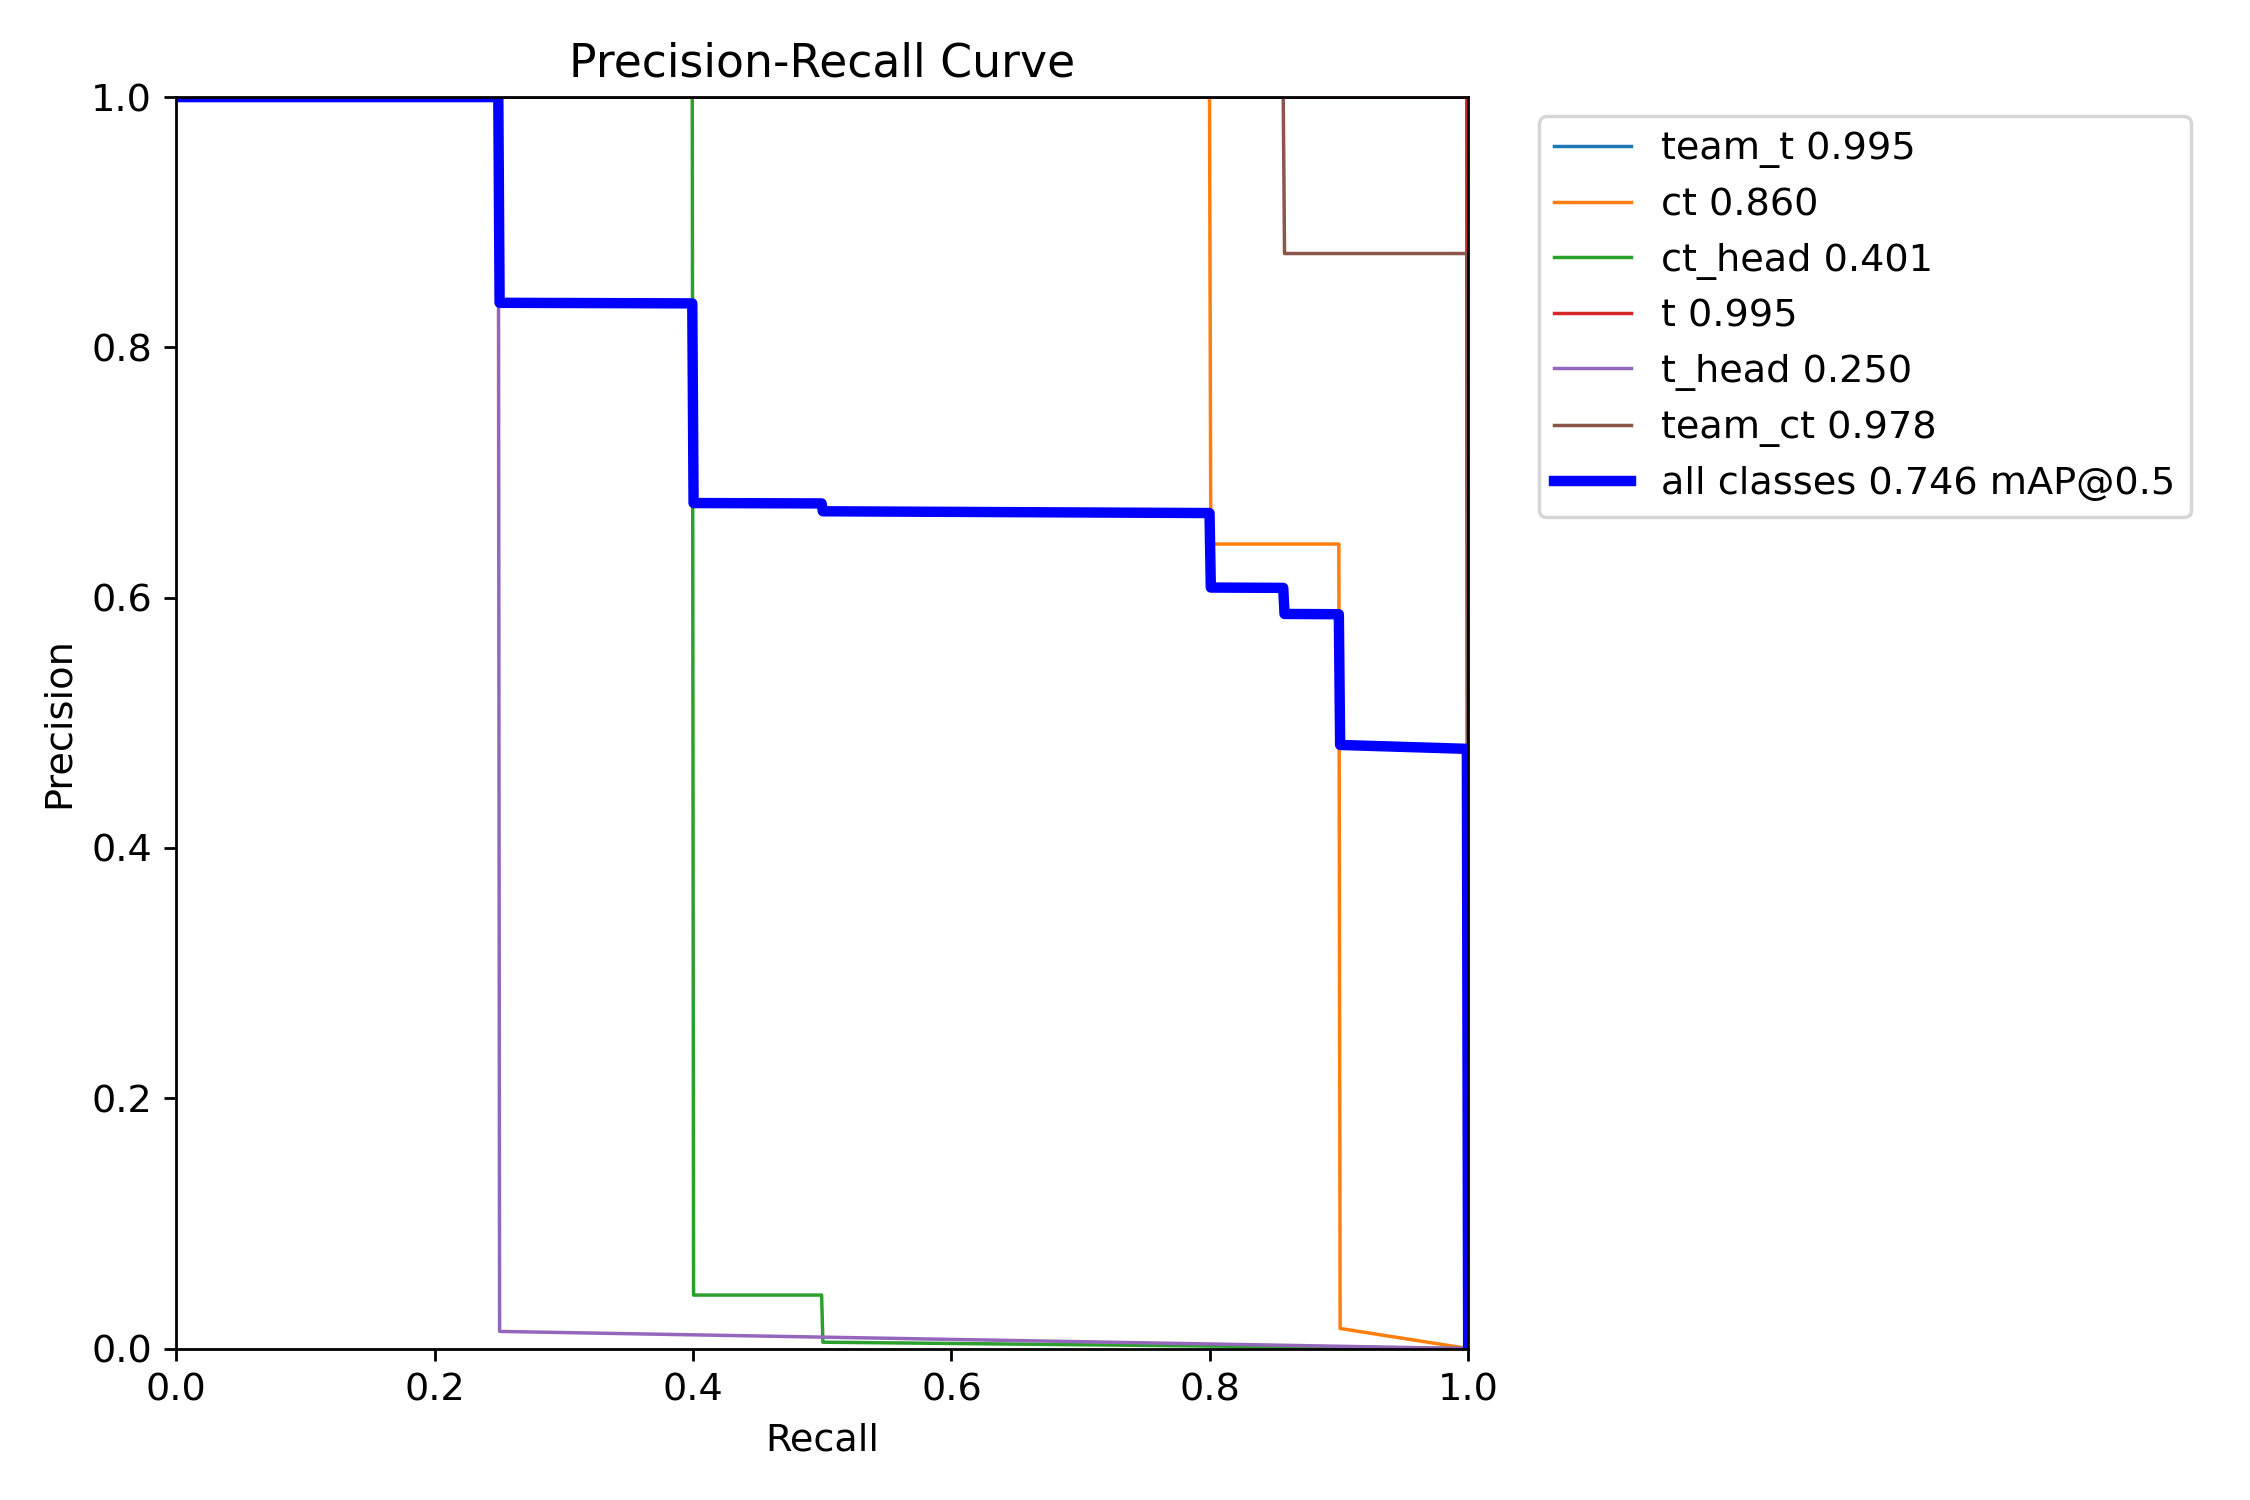 Precision-Recall Curve
1.0
0.8
0.6
0.4
0.2
0.0
Precision
0.0 0.2 0.4 0.6 0.8 1.0
Recall
team_t 0.995
ct 0.860
ct_head 0.401
t 0.995
t_head 0.250
team_ct 0.978
all classes 0.746 mAP@0.5